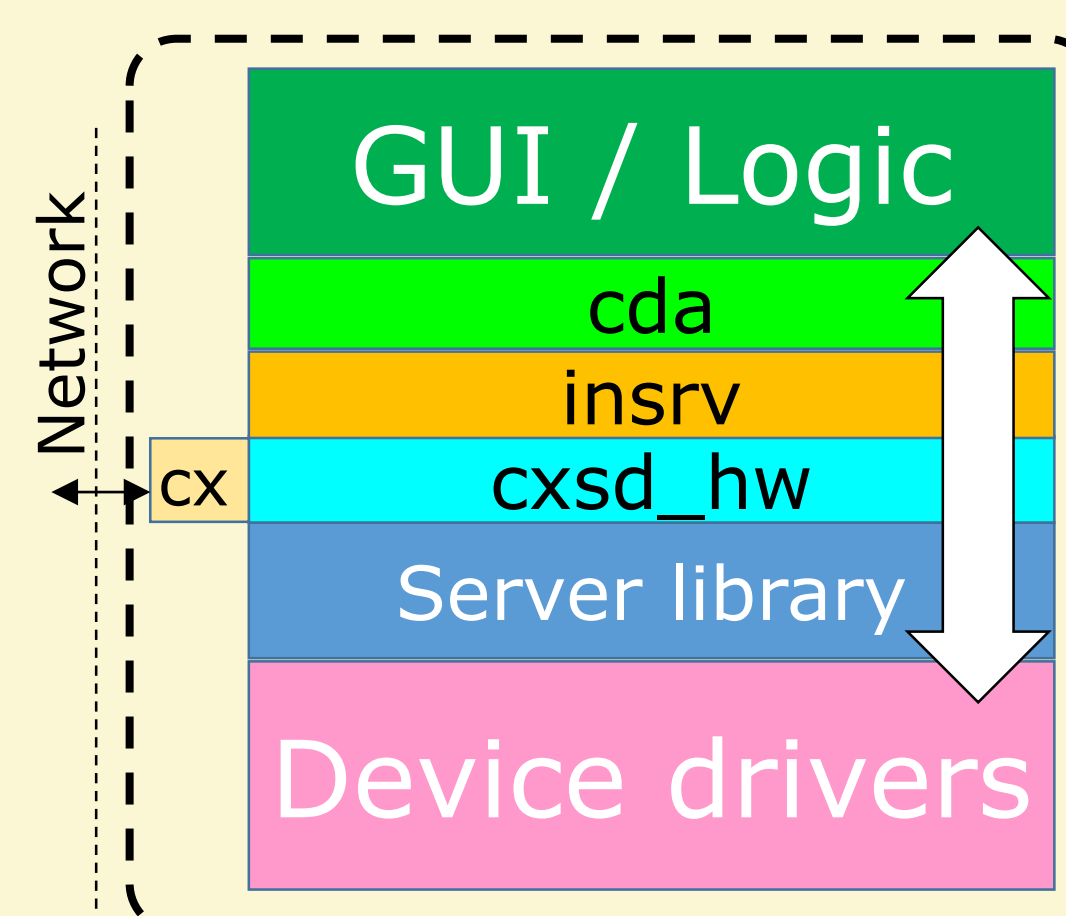 GUI / Logic
cda
insrv
Network
cx
cxsd_hw
Server library
Device drivers